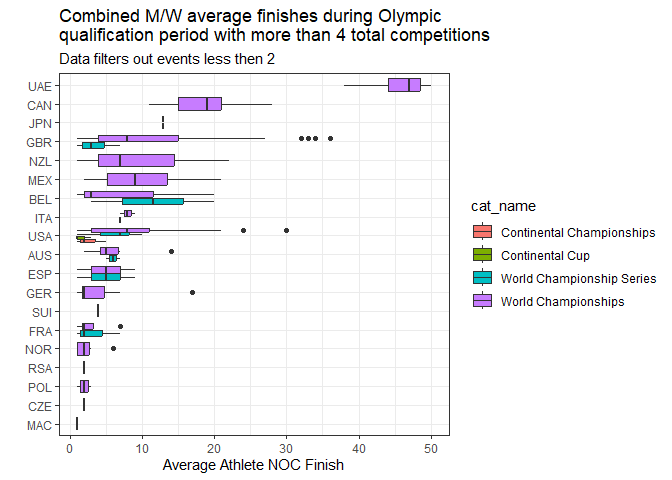 Combined M/W average finishes during Olympic
qualification period with more than 4 total competitions
Data filters out events less then 2
UAE
CAN
JPN
GBR
NZL
MEX
BEL
ITA
USA
AUS
ESP
GER
SUI
FRA
NOR
RSA
POL
CZE
MAC
0 10 20 30 40 50
Average Athlete NOC Finish
cat_name
Continental Championships
Continental Cup
World Championship Series
World Championships